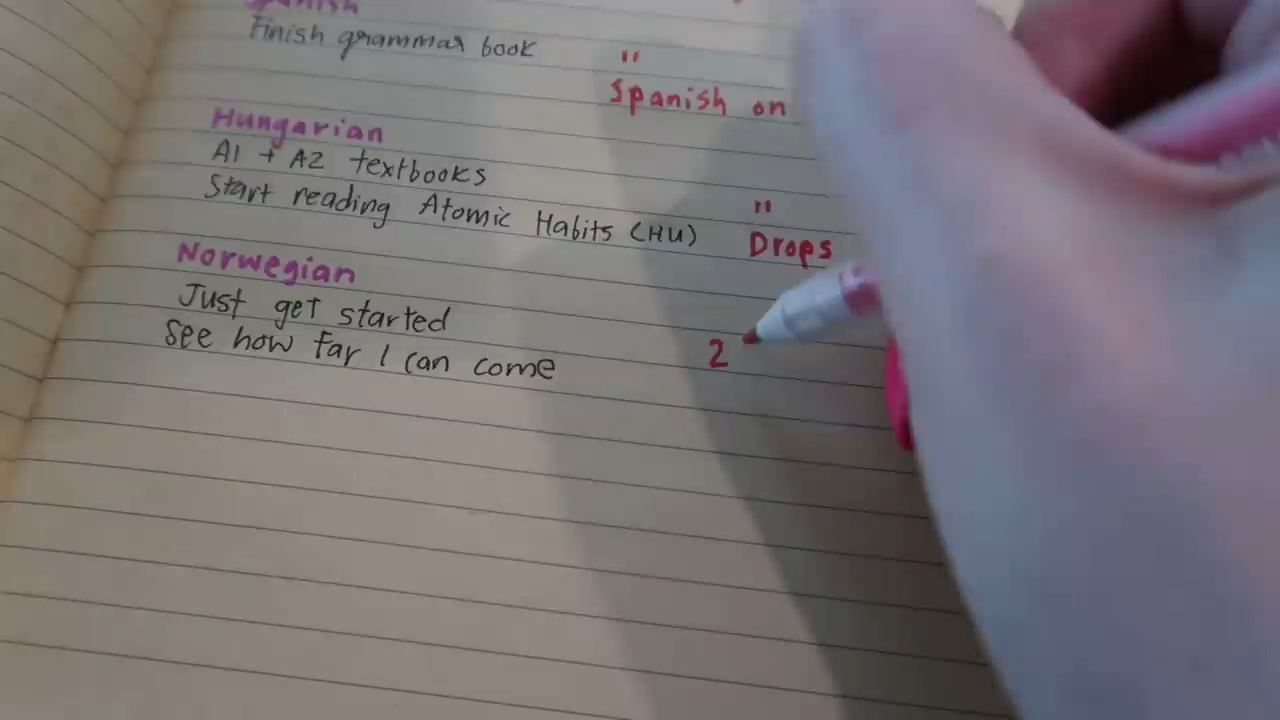 Spanish
Finish grammar book "
Spanish on
Hungarian
A1 + A2 textbooks
Start reading Atomic Habits (HU) "
Drops
Norwegian
Just get started
See how far I can come 2